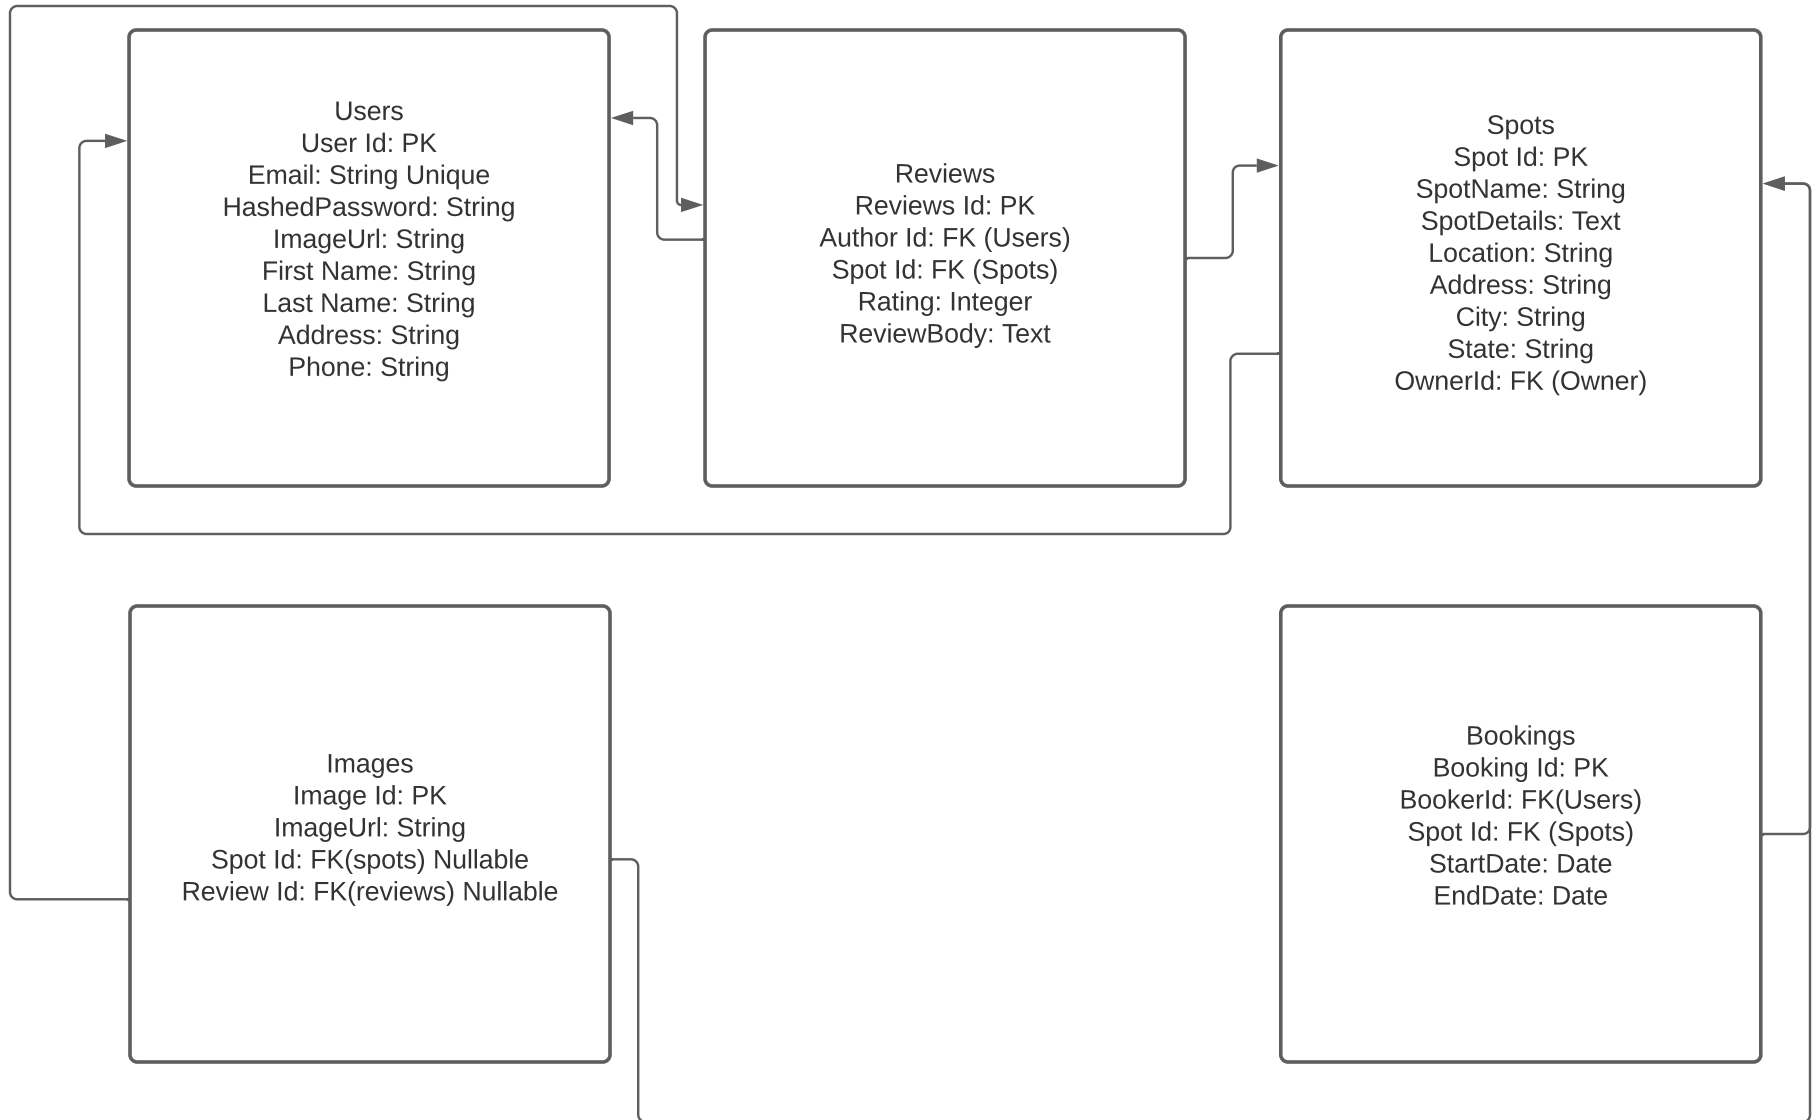 Users
User Id: PK
Email: String Unique
HashedPassword: String
ImageUrl: String
First Name: String
Last Name: String
Address: String
Phone: String
Reviews
Reviews Id: PK
Author Id: FK (Users)
Spot Id: FK (Spots)
Rating: Integer
ReviewBody: Text
Spots
Spot Id: PK
SpotName: String
SpotDetails: Text
Location: String
Address: String
City: String
State: String
OwnerId: FK (Owner)
Images
Image Id: PK
ImageUrl: String
Spot Id: FK(spots) Nullable
Review Id: FK(reviews) Nullable
Bookings
Booking Id: PK
BookerId: FK(Users)
Spot Id: FK (Spots)
StartDate: Date
EndDate: Date